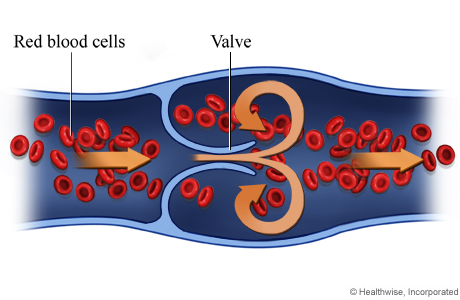 Red blood cells
Valve
© Healthwise, Incorporated